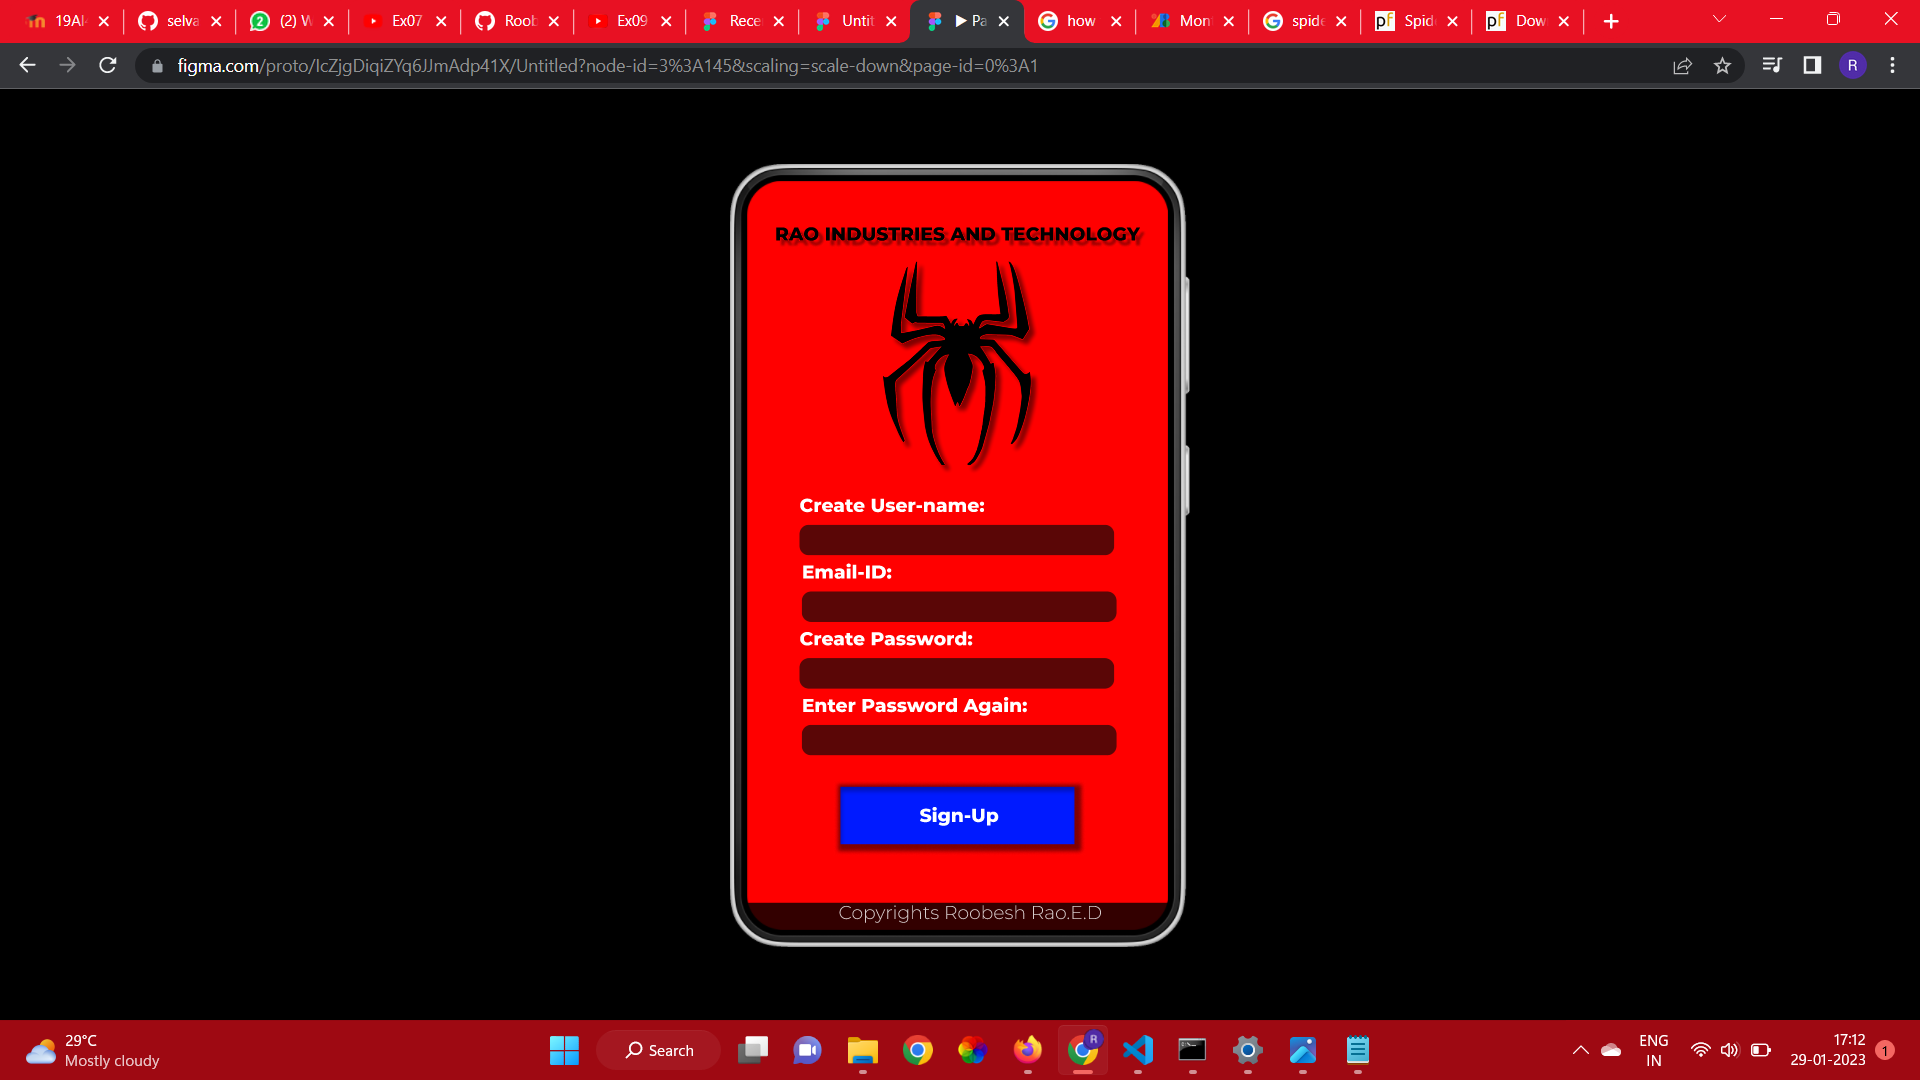 19AI
selva
(2) W
Ex07
Roob
Ex09
Rece
Untit
Pa
how
Mon
spide
pf
Spid
pf
Dow
figma.com/proto/IcZjgDiqiZYq6JJmAdp41X/Untitled?node-id=3%3A145&scaling=scale-down&page-id=0%3A1
R
RAO INDUSTRIES AND TECHNOLOGY
Create User-name:
Email-ID:
Create Password:
Enter Password Again:
Sign-Up
Copyrights Roobesh Rao.E.D
29°C
Mostly cloudy
Search
R
ENG
IN
17:12
29-01-2023
1